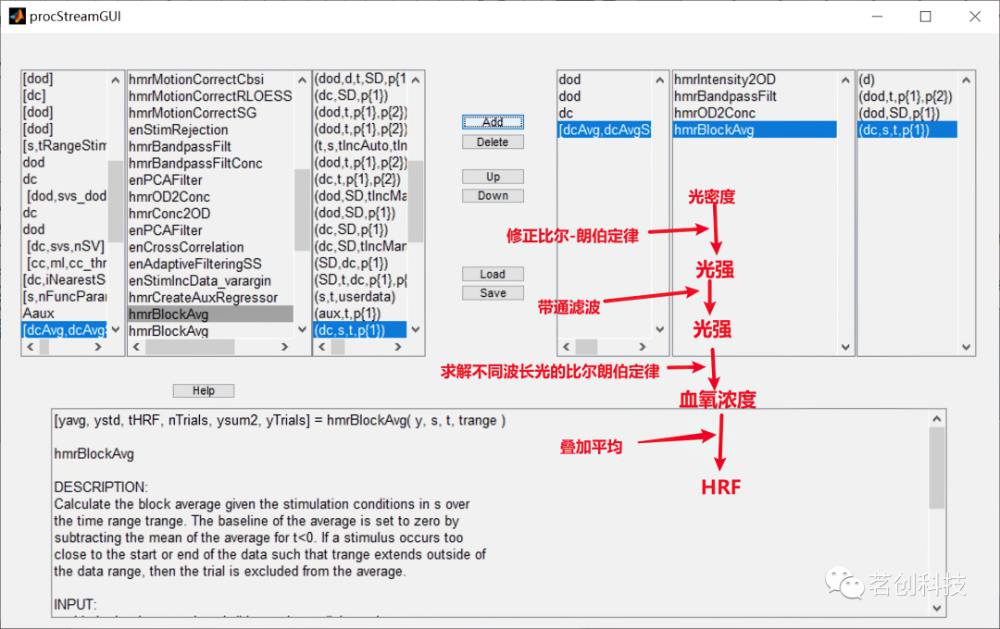 procStreamGUI
[dod]
[dc]
[dod]
[dod]
[s,tRangeStim
dod
dc
[dod,svs_dod
dc
dod
[dc,svs,nSV]
[cc,ml,cc_thr
[dc,iNearestS
[s,nFuncParam
Aaux
[dcAvg,dcAvgS
hmrMotionCorrectCbsi
hmrMotionCorrectRLOESS
hmrMotionCorrectSG
enStimRejection
hmrBandpassFilt
hmrBandpassFiltConc
enPCAFilter
hmrOD2Conc
hmrConc2OD
enPCAFilter
enCrossCorrelation
enAdaptiveFilteringSS
enStimIncData_varargin
hmrCreateAuxRegressor
hmrBlockAvg
hmrBlockAvg
(dod,d,t,SD,p{1
(dc,SD,p{1})
(dod,t,p{1},p{2})
(dod,t,p{1},p{2})
(t,s,tIncAuto,tIn
(dod,t,p{1},p{2})
(dc,t,p{1},p{2})
(dod,SD,tIncMa
(dod,SD,p{1})
(dc,SD,p{1})
(dc,SD,tIncMan
(SD,dc,p{1})
(SD,t,dc,p{1},p{
(s,t,userdata)
(aux,t,p{1})
(dc,s,t,p{1})
Add
Delete
Up
Down
Load
Save
dod
dod
dc
[dcAvg,dcAvgS
hmrIntensity2OD
hmrBandpassFilt
hmrOD2Conc
hmrBlockAvg
(d)
(dod,t,p{1},p{2})
(dod,SD,p{1})
(dc,s,t,p{1})
光密度
修正比尔-朗伯定律
光强
带通滤波
光强
求解不同波长光的比尔朗伯定律
血氧浓度
叠加平均
HRF
Help
[yavg, ystd, tHRF, nTrials, ysum2, yTrials] = hmrBlockAvg( y, s, t, trange )
hmrBlockAvg
DESCRIPTION:
Calculate the block average given the stimulation conditions in s over
the time range trange. The baseline of the average is set to zero by
subtracting the mean of the average for t<0. If a stimulus occurs too
close to the start or end of the data such that trange extends outside of
the data range, then the trial is excluded from the average.
INPUT:
茗创科技